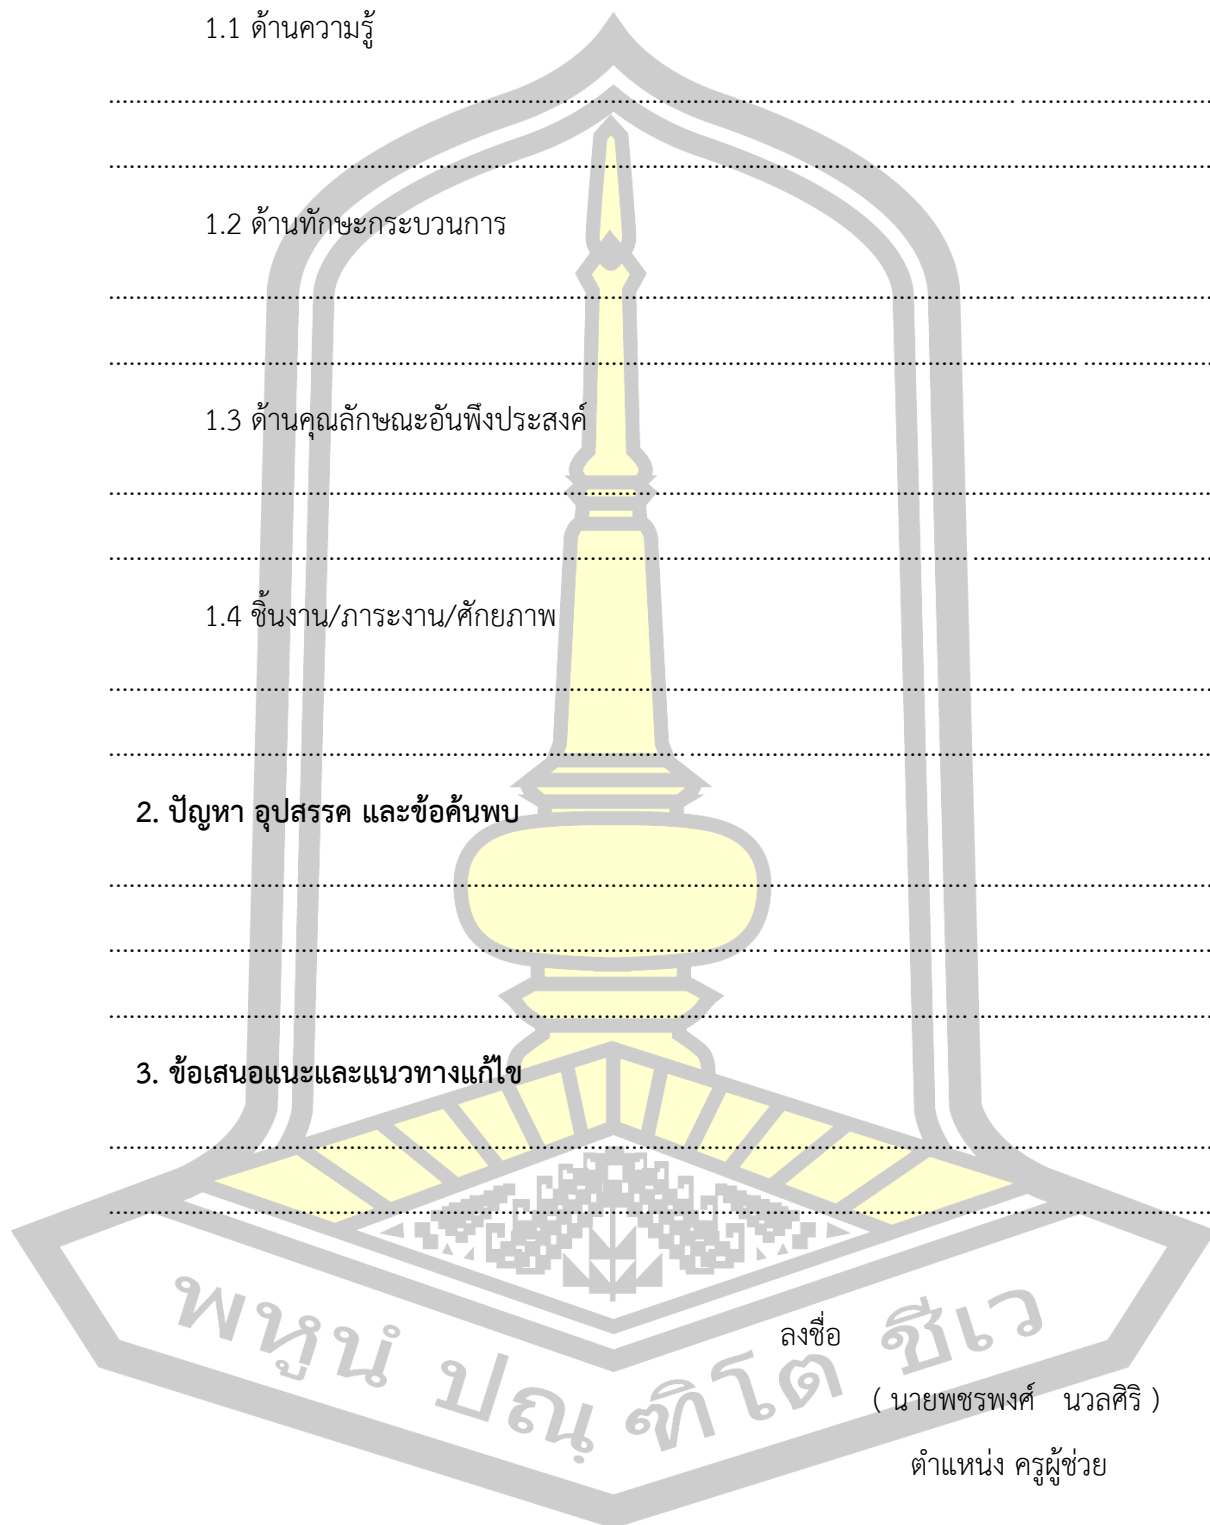 1.1 ด้านความรู้
1.2 ด้านทักษะกระบวนการ
1.3 ด้านคุณลักษณะอันพึงประสงค์
1.4 ชิ้นงาน/ภาระงาน/ศักยภาพ
2. ปัญหา อุปสรรค และข้อค้นพบ
3. ข้อเสนอแนะและแนวทางแก้ไข
ลงชื่อ
( นายพชรพงศ์ นวลศิริ )
ตำแหน่ง ครูผู้ช่วย
พหูนํ ปณฺฑิโต ชีเว